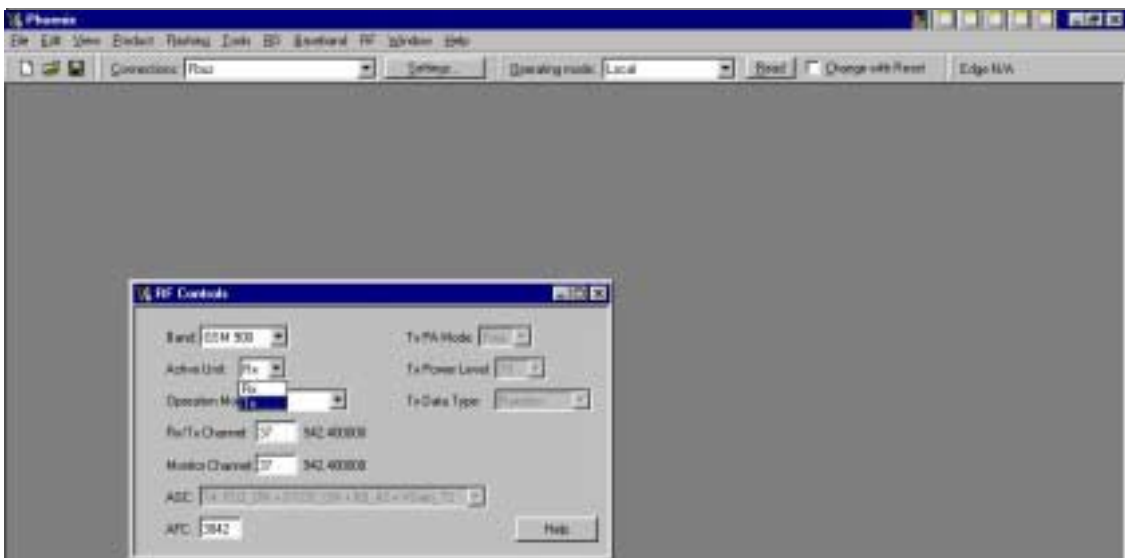 Phoenix
File Edit View Product Flashing Tools BB Baseband RF Window Help
Connections: Fbus Settings... Operating mode: Local Read Change with Reset Edge N/A
RF Controls
Band: GSM 900 Tx PA Mode:
Active Unit: Rx Tx Power Level:
Rx
Tx
Operation Mo Tx Data Type: Random
Rx/Tx Channel: 37 942.400000
Monitor Channel: 37 942.400000
AGC:
AFC: Help